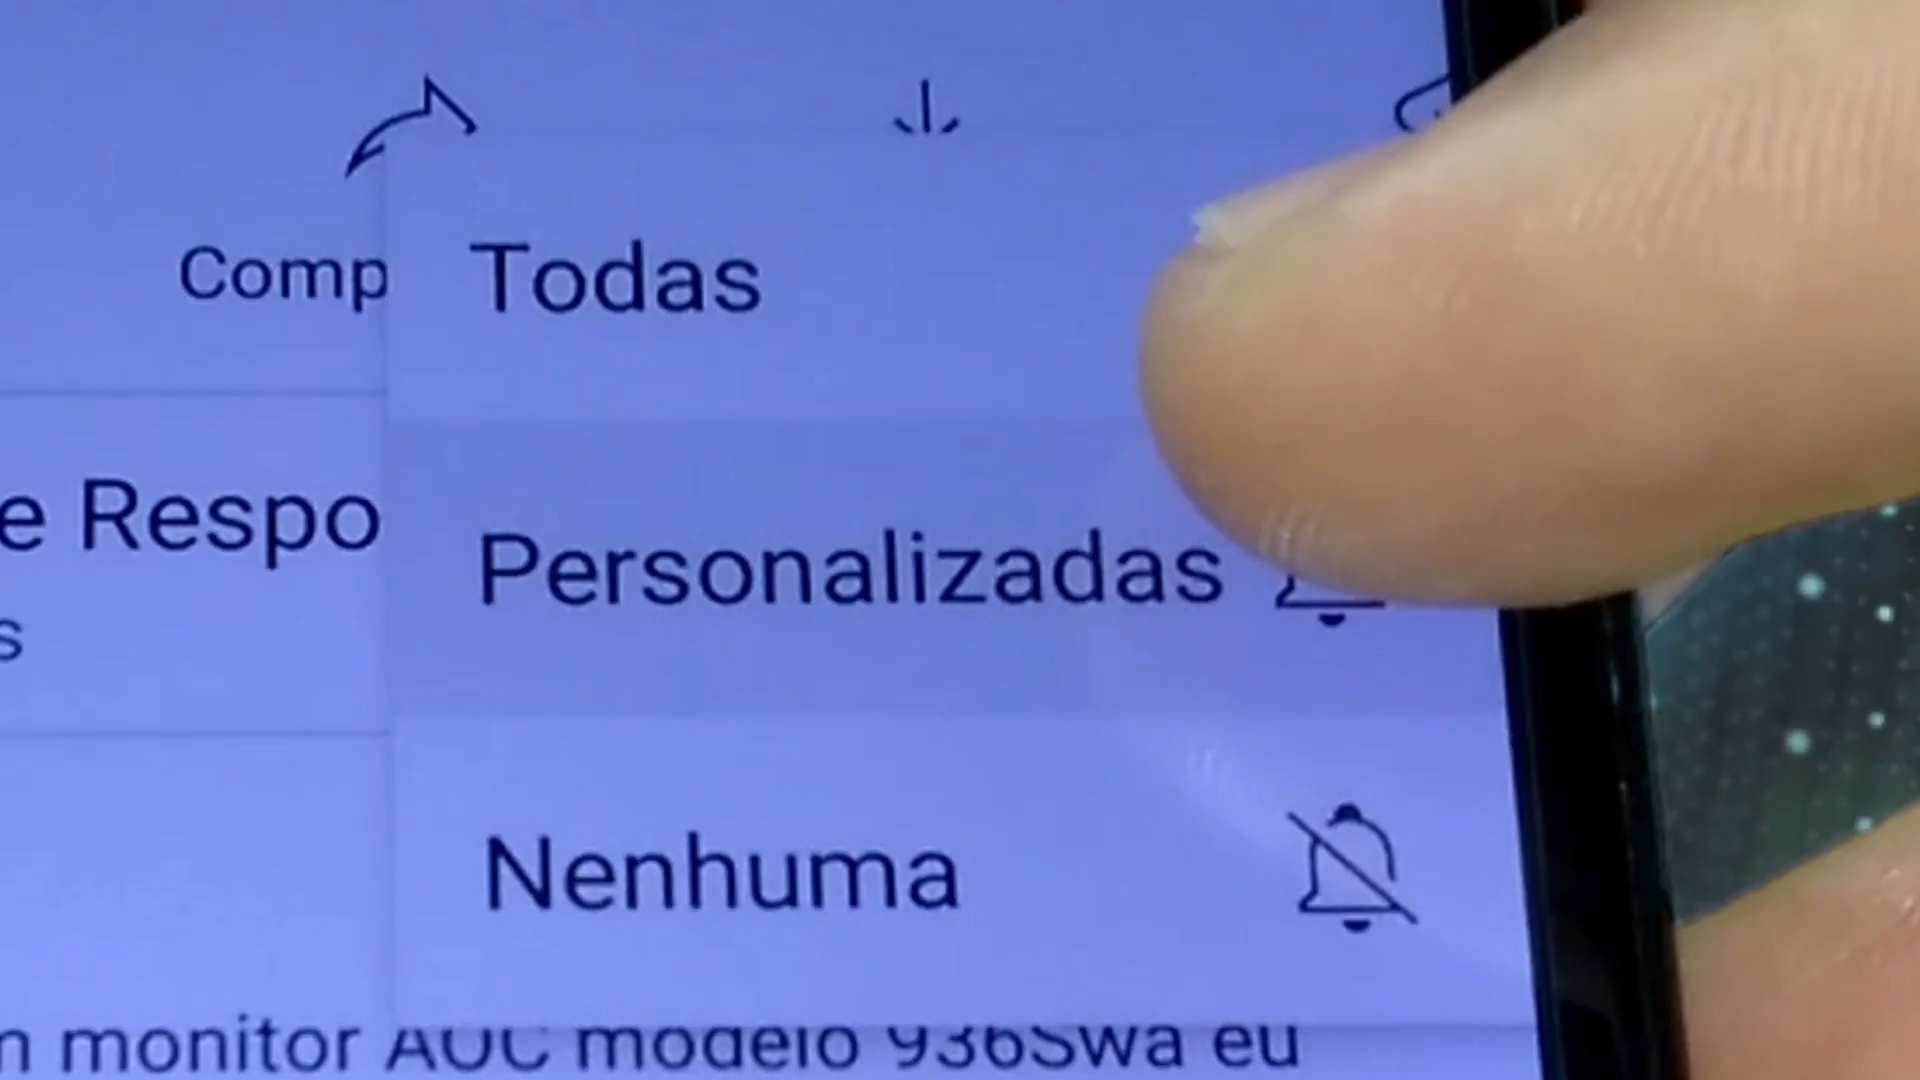 Comp
Todas
e Respo
s
Personalizadas
Nenhuma
monitor AOC modelo 936Swa eu